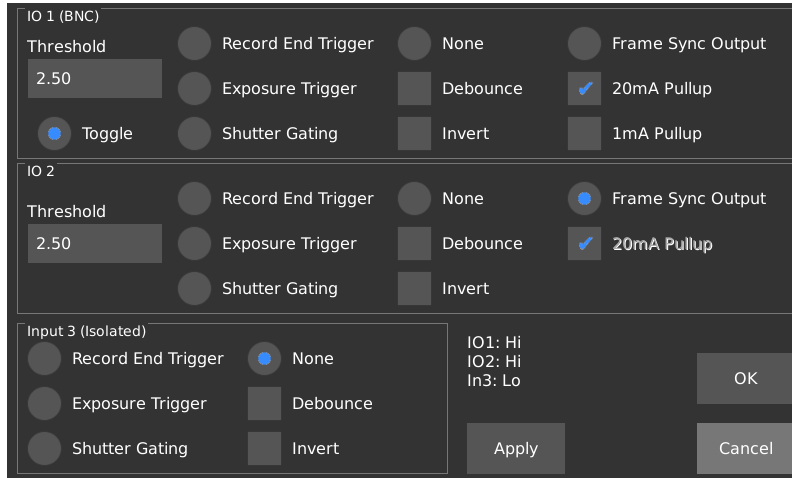 IO 1 (BNC)
Threshold
2.50
Toggle
Record End Trigger
None
Frame Sync Output
Exposure Trigger
Debounce
20mA Pullup
Shutter Gating
Invert
1mA Pullup
IO 2
Threshold
2.50
Record End Trigger
None
Frame Sync Output
Exposure Trigger
Debounce
20mA Pullup
Shutter Gating
Invert
Input 3 (Isolated)
Record End Trigger
None
Exposure Trigger
Debounce
Shutter Gating
Invert
IO1: Hi
IO2: Hi
In3: Lo
OK
Apply
Cancel